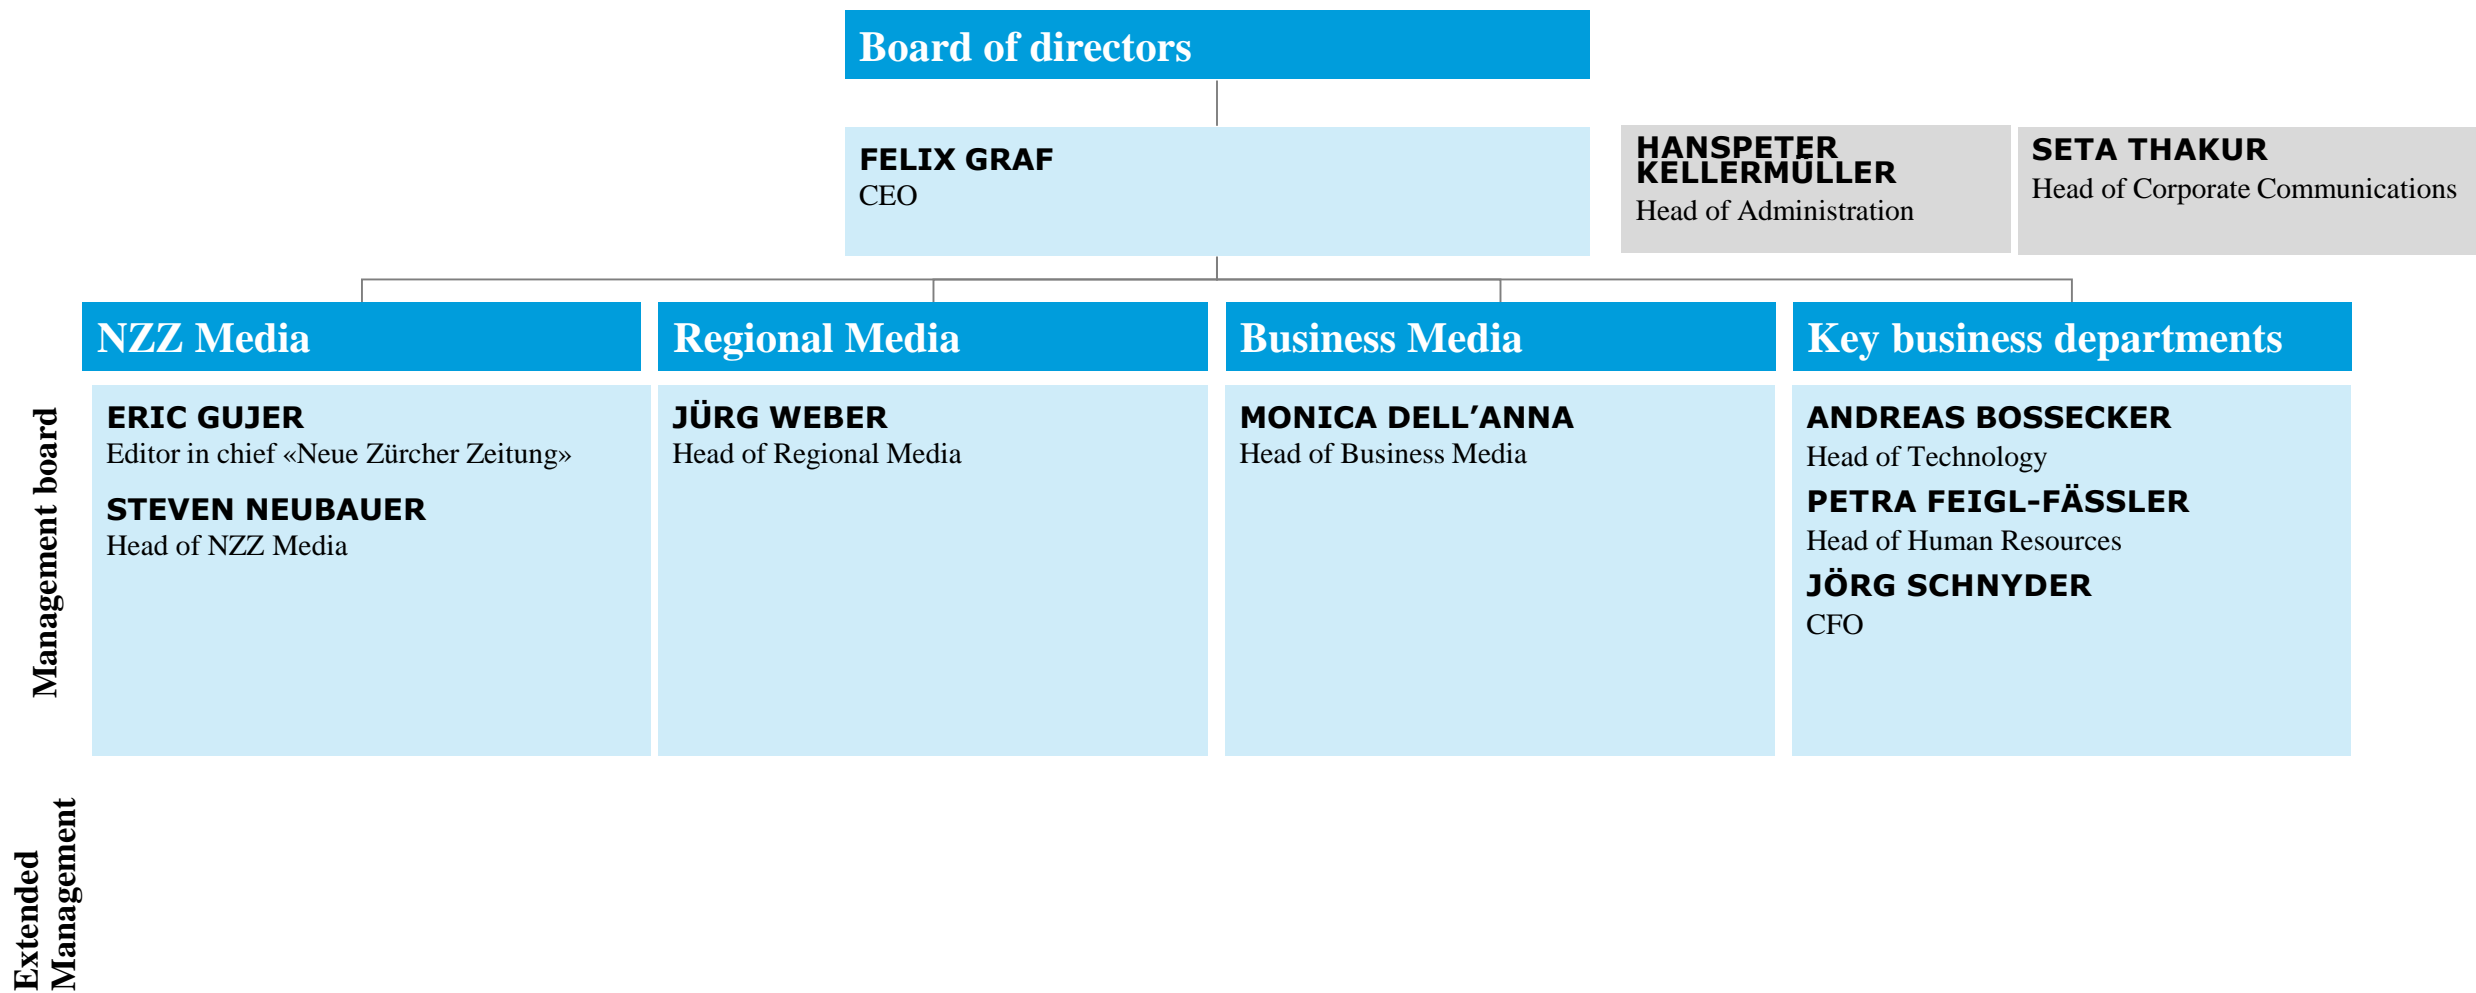 Board of directors
FELIX GRAF
CEO
HANSPETER
KELLERMÜLLER
Head of Administration
SETA THAKUR
Head of Corporate Communications
NZZ Media
Regional Media
Business Media
Key business departments
Management board
ERIC GUJER
Editor in chief «Neue Zürcher Zeitung»
STEVEN NEUBAUER
Head of NZZ Media
JÜRG WEBER
Head of Regional Media
MONICA DELL’ANNA
Head of Business Media
ANDREAS BOSSECKER
Head of Technology
PETRA FEIGL-FÄSSLER
Head of Human Resources
JÖRG SCHNYDER
CFO
Extended
Management